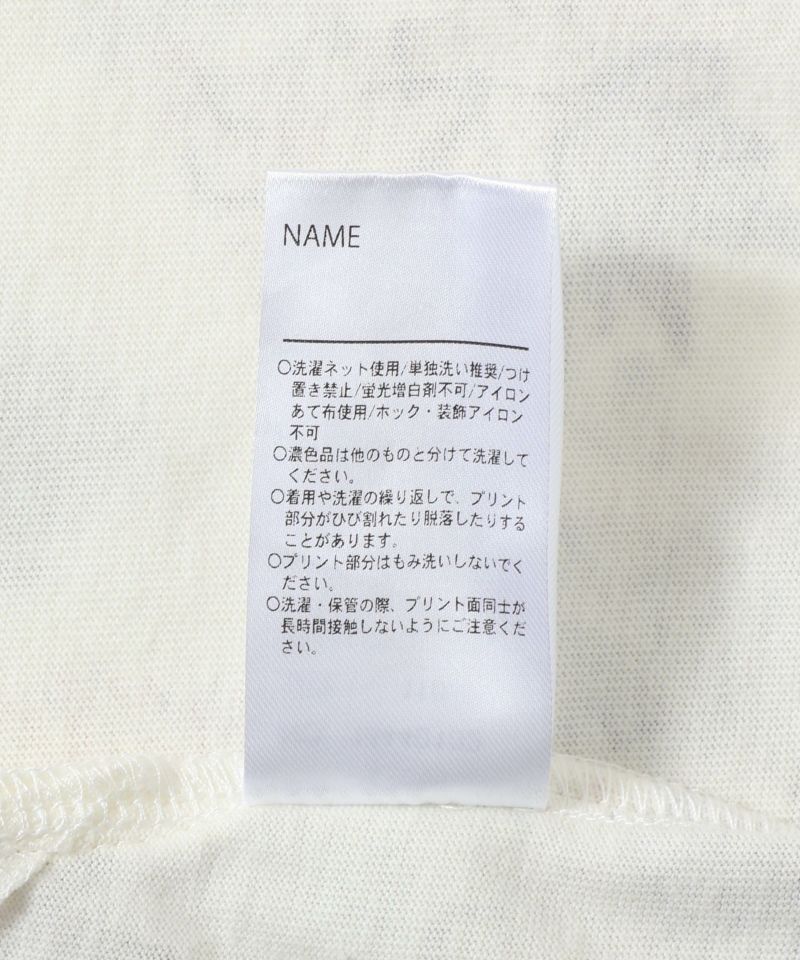 NAME
○洗濯ネット使用/単独洗い推奨/つけ
置き禁止/蛍光増白剤不可/アイロン
あて布使用/ホック・装飾アイロン
不可
○濃色品は他のものと分けて洗濯して
ください。
○着用や洗濯の繰り返しで、プリント
部分がひび割れたり脱落したりする
ことがあります。
○プリント部分はもみ洗いしないでく
ださい。
○洗濯・保管の際、プリント面同士が
長時間接触しないようにご注意くだ
さい。